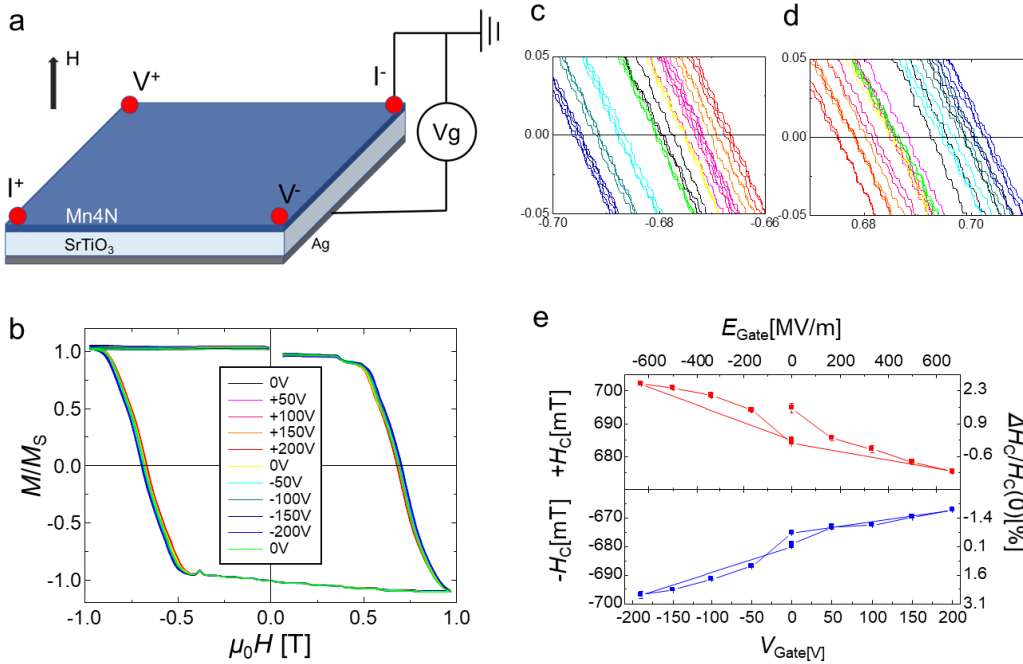 a
H
V+
I-
Vg
I+
V-
Mn4N
SrTiO3
Ag
b
M/MS
1.0
0.5
0.0
-0.5
-1.0
0V
+50V
+100V
+150V
+200V
0V
-50V
-100V
-150V
-200V
0V
-1.0 -0.5 0.0 0.5 1.0
μ0H [T]
c
0.05
0.00
-0.05
-0.70 -0.68 -0.66
d
0.05
0.00
-0.05
0.68 0.70
e
EGate[MV/m]
-600 -400 -200 0 200 400 600
+HC[mT]
700
690
680
2.3
0.9
-0.6
-HC[mT]
-670
-680
-690
-700
1.4
0.1
1.6
3.1
ΔHC/HC(0)[%]
-200 -150 -100 -50 0 50 100 150 200
VGate[V]